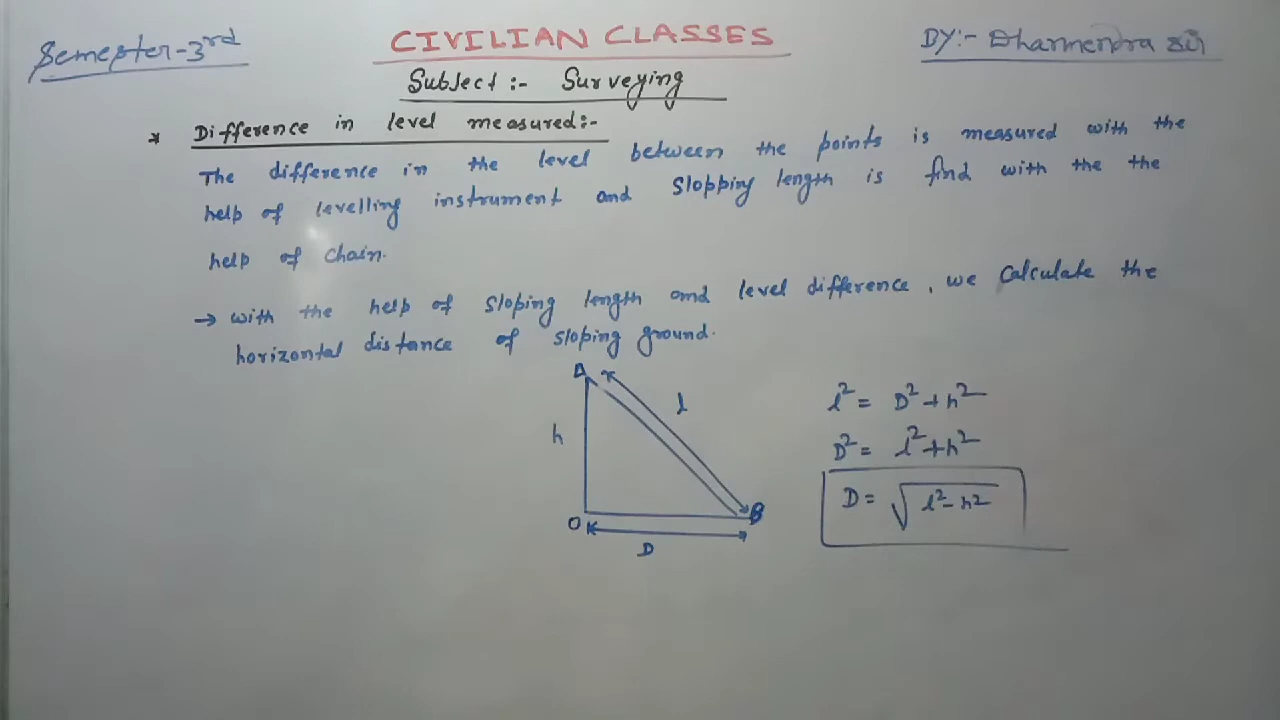 Semester-3rd
CIVILIAN CLASSES
BY:- Dharmendra Sir
Subject:- Surveying
* Difference in level measured:-
The difference in the level between the points is measured with the
help of levelling instrument and Slopping length is find with the the
help of chain.
→ with the help of sloping length and level difference, we calculate the
horizontal distance of sloping ground.
A
l
h
O
B
D
l² = D² + h²
D² = l² + h²
D = √l² - h²